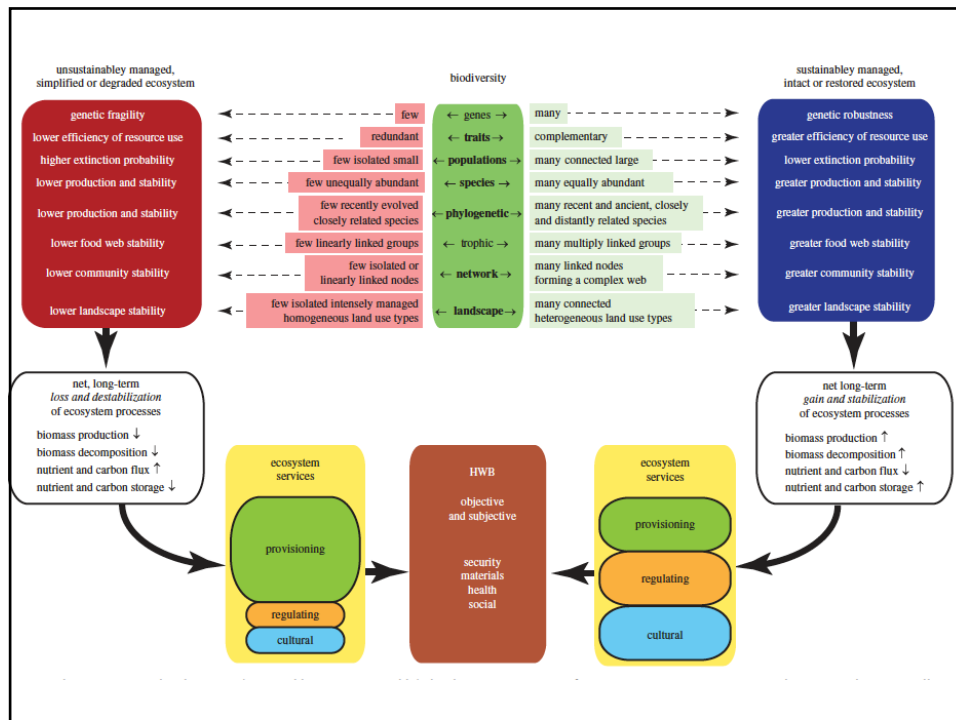 unsustainabley managed,
simplified or degraded ecosystem
biodiversity
sustainabley managed,
intact or restored ecosystem
genetic fragility
few
← genes →
many
genetic robustness
lower efficiency of resource use
redundant
← traits →
complementary
greater efficiency of resource use
higher extinction probability
few isolated small
← populations →
many connected large
lower extinction probability
lower production and stability
few unequally abundant
← species →
many equally abundant
greater production and stability
lower production and stability
few recently evolved
closely related species
← phylogenetic →
many recent and ancient, closely
and distantly related species
greater production and stability
lower food web stability
few linearly linked groups
← trophic →
many multiply linked groups
greater food web stability
lower community stability
few isolated or
linearly linked nodes
← network →
many linked nodes
forming a complex web
greater community stability
lower landscape stability
few isolated intensely managed
homogeneous land use types
← landscape →
many connected
heterogeneous land use types
greater landscape stability
net, long-term
loss and destabilization
of ecosystem processes
biomass production ↓
biomass decomposition ↓
nutrient and carbon flux ↑
nutrient and carbon storage ↓
net long-term
gain and stabilization
of ecosystem processes
biomass production ↑
biomass decomposition ↑
nutrient and carbon flux ↓
nutrient and carbon storage ↑
ecosystem
services
provisioning
regulating
cultural
HWB
objective
and subjective
security
materials
health
social
ecosystem
services
provisioning
regulating
cultural